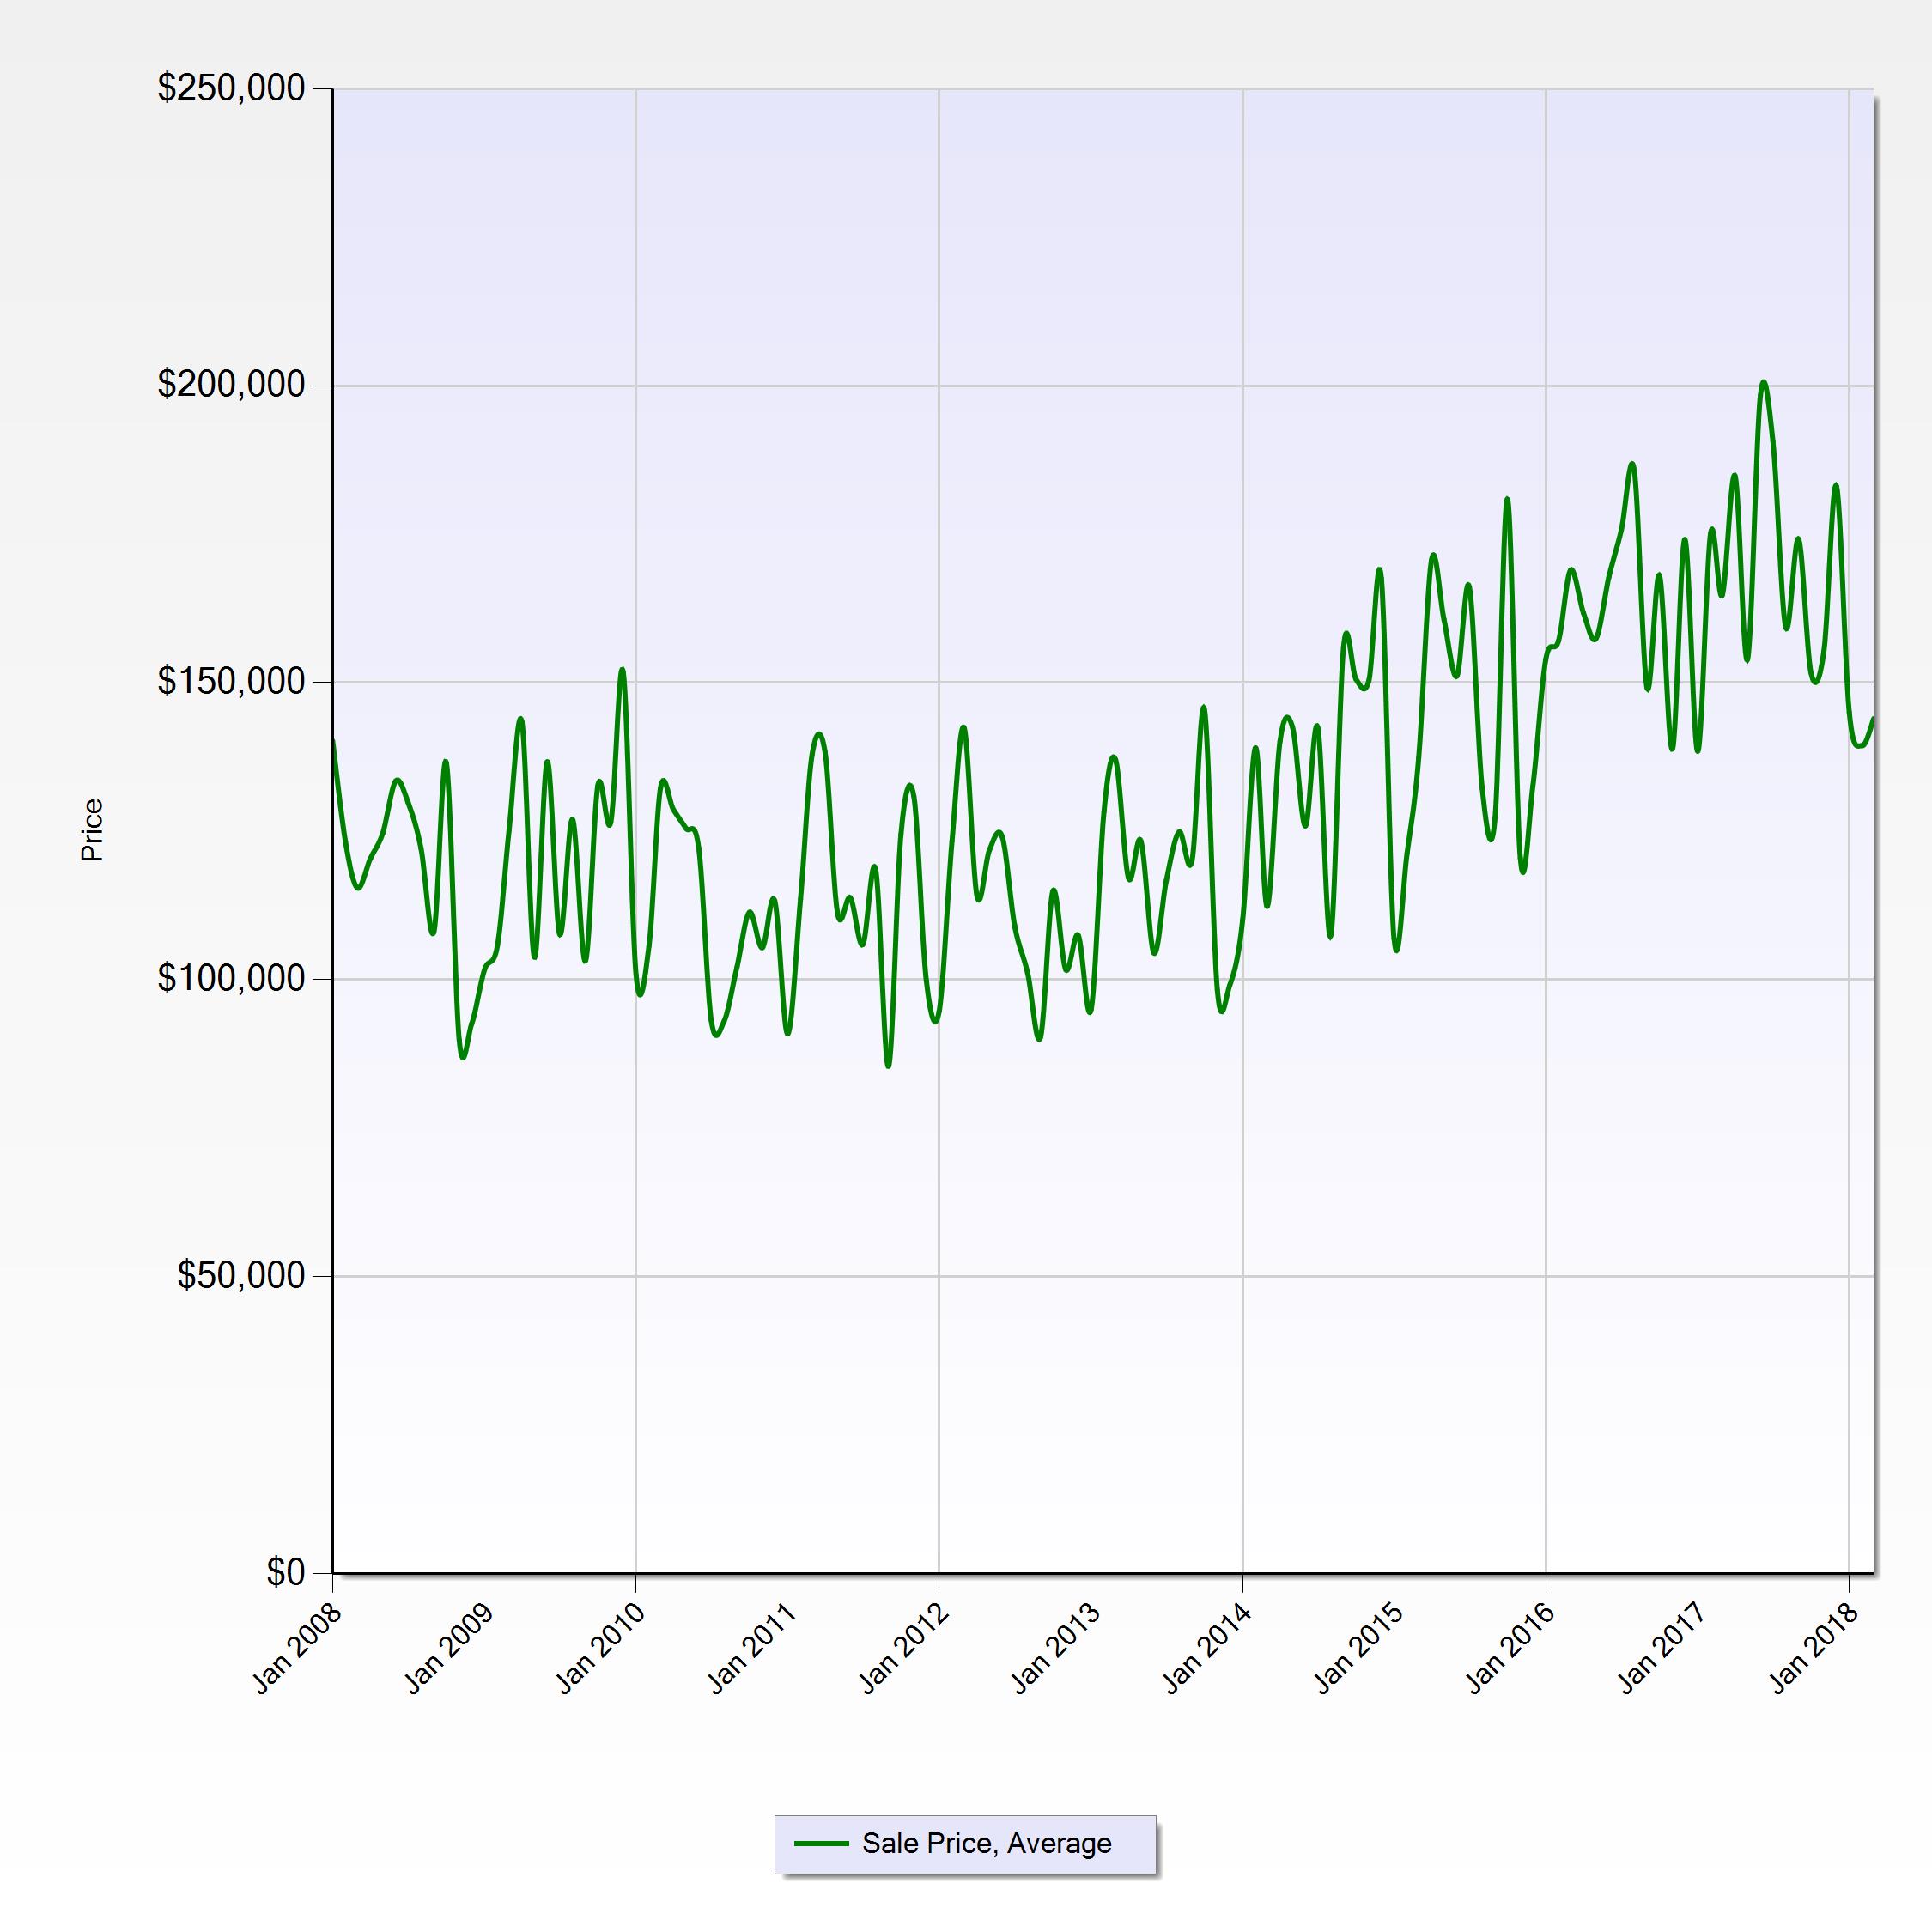 $250,000
$200,000
$150,000
$100,000
$50,000
$0
Price
Jan 2008
Jan 2009
Jan 2010
Jan 2011
Jan 2012
Jan 2013
Jan 2014
Jan 2015
Jan 2016
Jan 2017
Jan 2018
Sale Price, Average